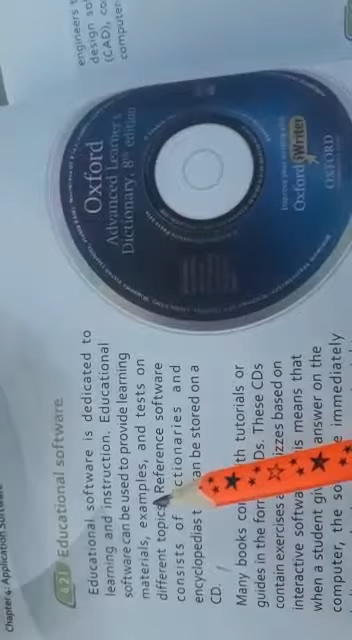 Chapter 4: Application Software
engineers t
design sof
(CAD), co
computer
4.2.1 Educational software
Educational software is dedicated to
learning and instruction. Educational
software can be used to provide learning
materials, examples, and tests on
different topics. Reference software
consists of ctionaries and
encyclopedias t an be stored on a
CD.
Many books co th tutorials or
guides in the for Ds. These CDs
contain exercises a izzes based on
interactive softwa is means that
when a student gi answer on the
computer, the so e immediately
Oxford
Advanced Learner's
Dictionary, 8th edition
Oxford iWriter
OXFORD